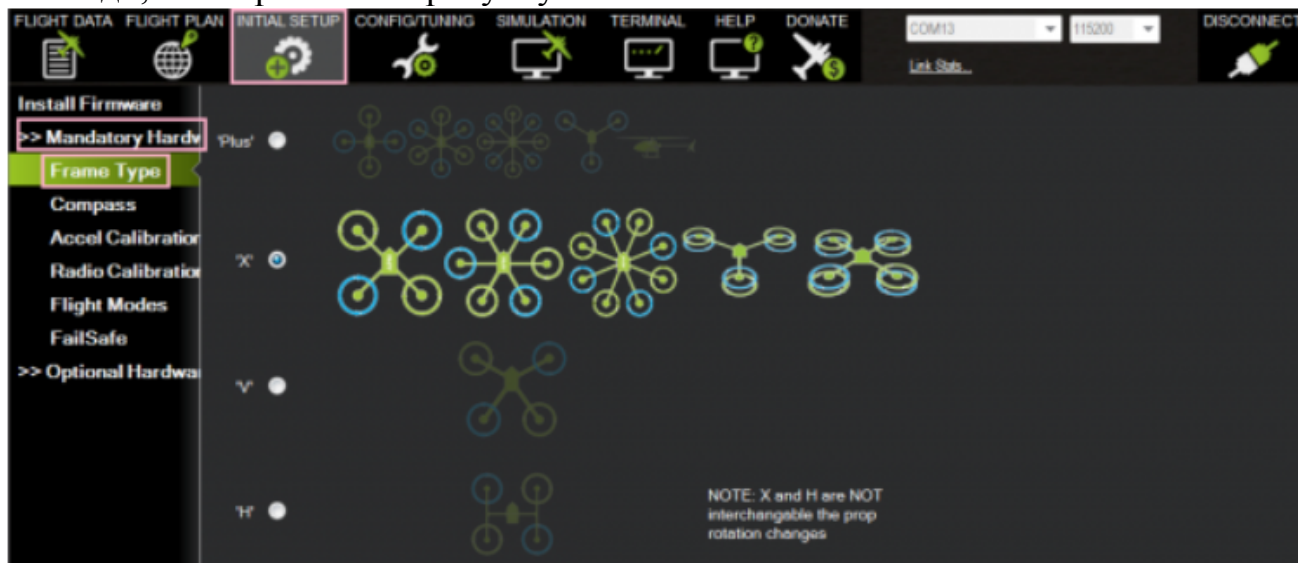 FLIGHT DATA FLIGHT PLAN INITIAL SETUP CONFIG/TUNING SIMULATION TERMINAL HELP DONATE COM13 115200 DISCONNECT
Link Stats...
Install Firmware
>> Mandatory Hardw
'Plus'
Frame Type
Compass
Accel Calibration
'X'
Radio Calibration
Flight Modes
FailSafe
>> Optional Hardwa
'V'
'H'
NOTE: X and H are NOT
interchangable the prop
rotation changes